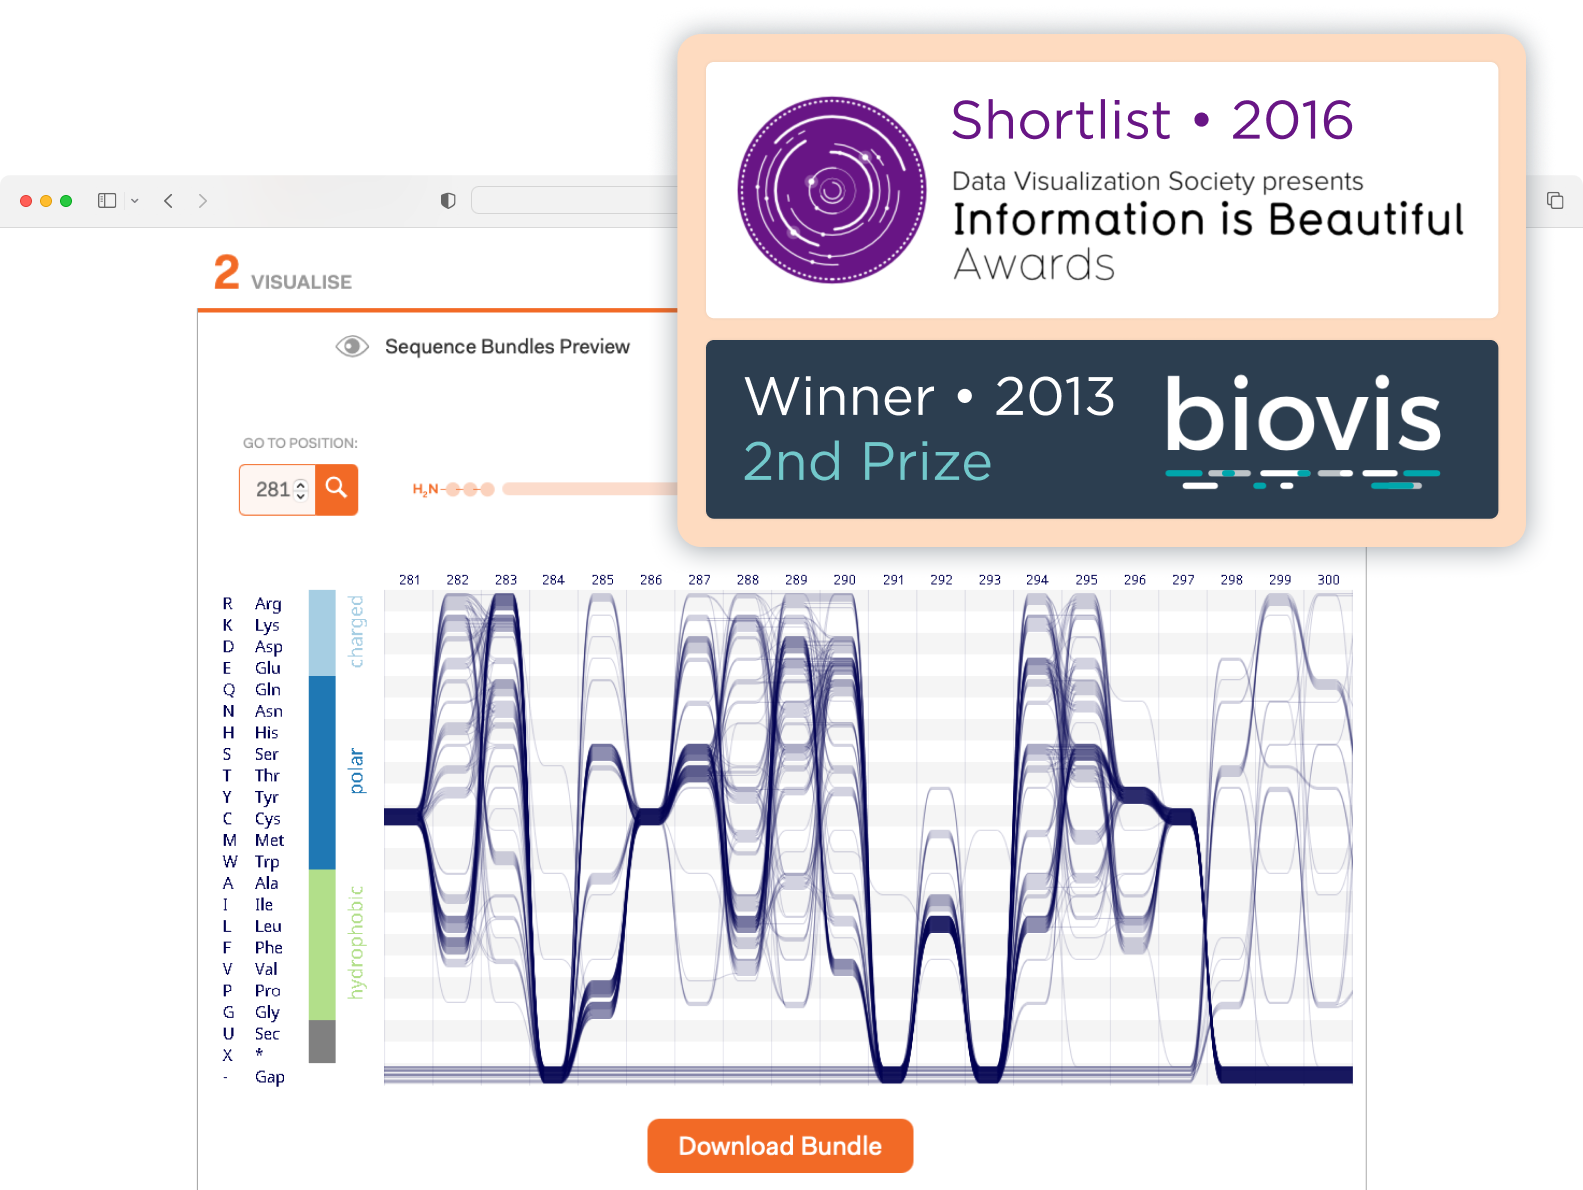 Shortlist • 2016
Data Visualization Society presents
Information is Beautiful
Awards
Winner • 2013
2nd Prize
biovis
2 VISUALISE
Sequence Bundles Preview
GO TO POSITION:
281
H₂N
281 282 283 284 285 286 287 288 289 290 291 292 293 294 295 296 297 298 299 300
R Arg
K Lys
D Asp
E Glu
Q Gln
N Asn
H His
S Ser
T Thr
Y Tyr
C Cys
M Met
W Trp
A Ala
I Ile
L Leu
F Phe
V Val
P Pro
G Gly
U Sec
X *
- Gap
charged
polar
hydrophobic
Download Bundle